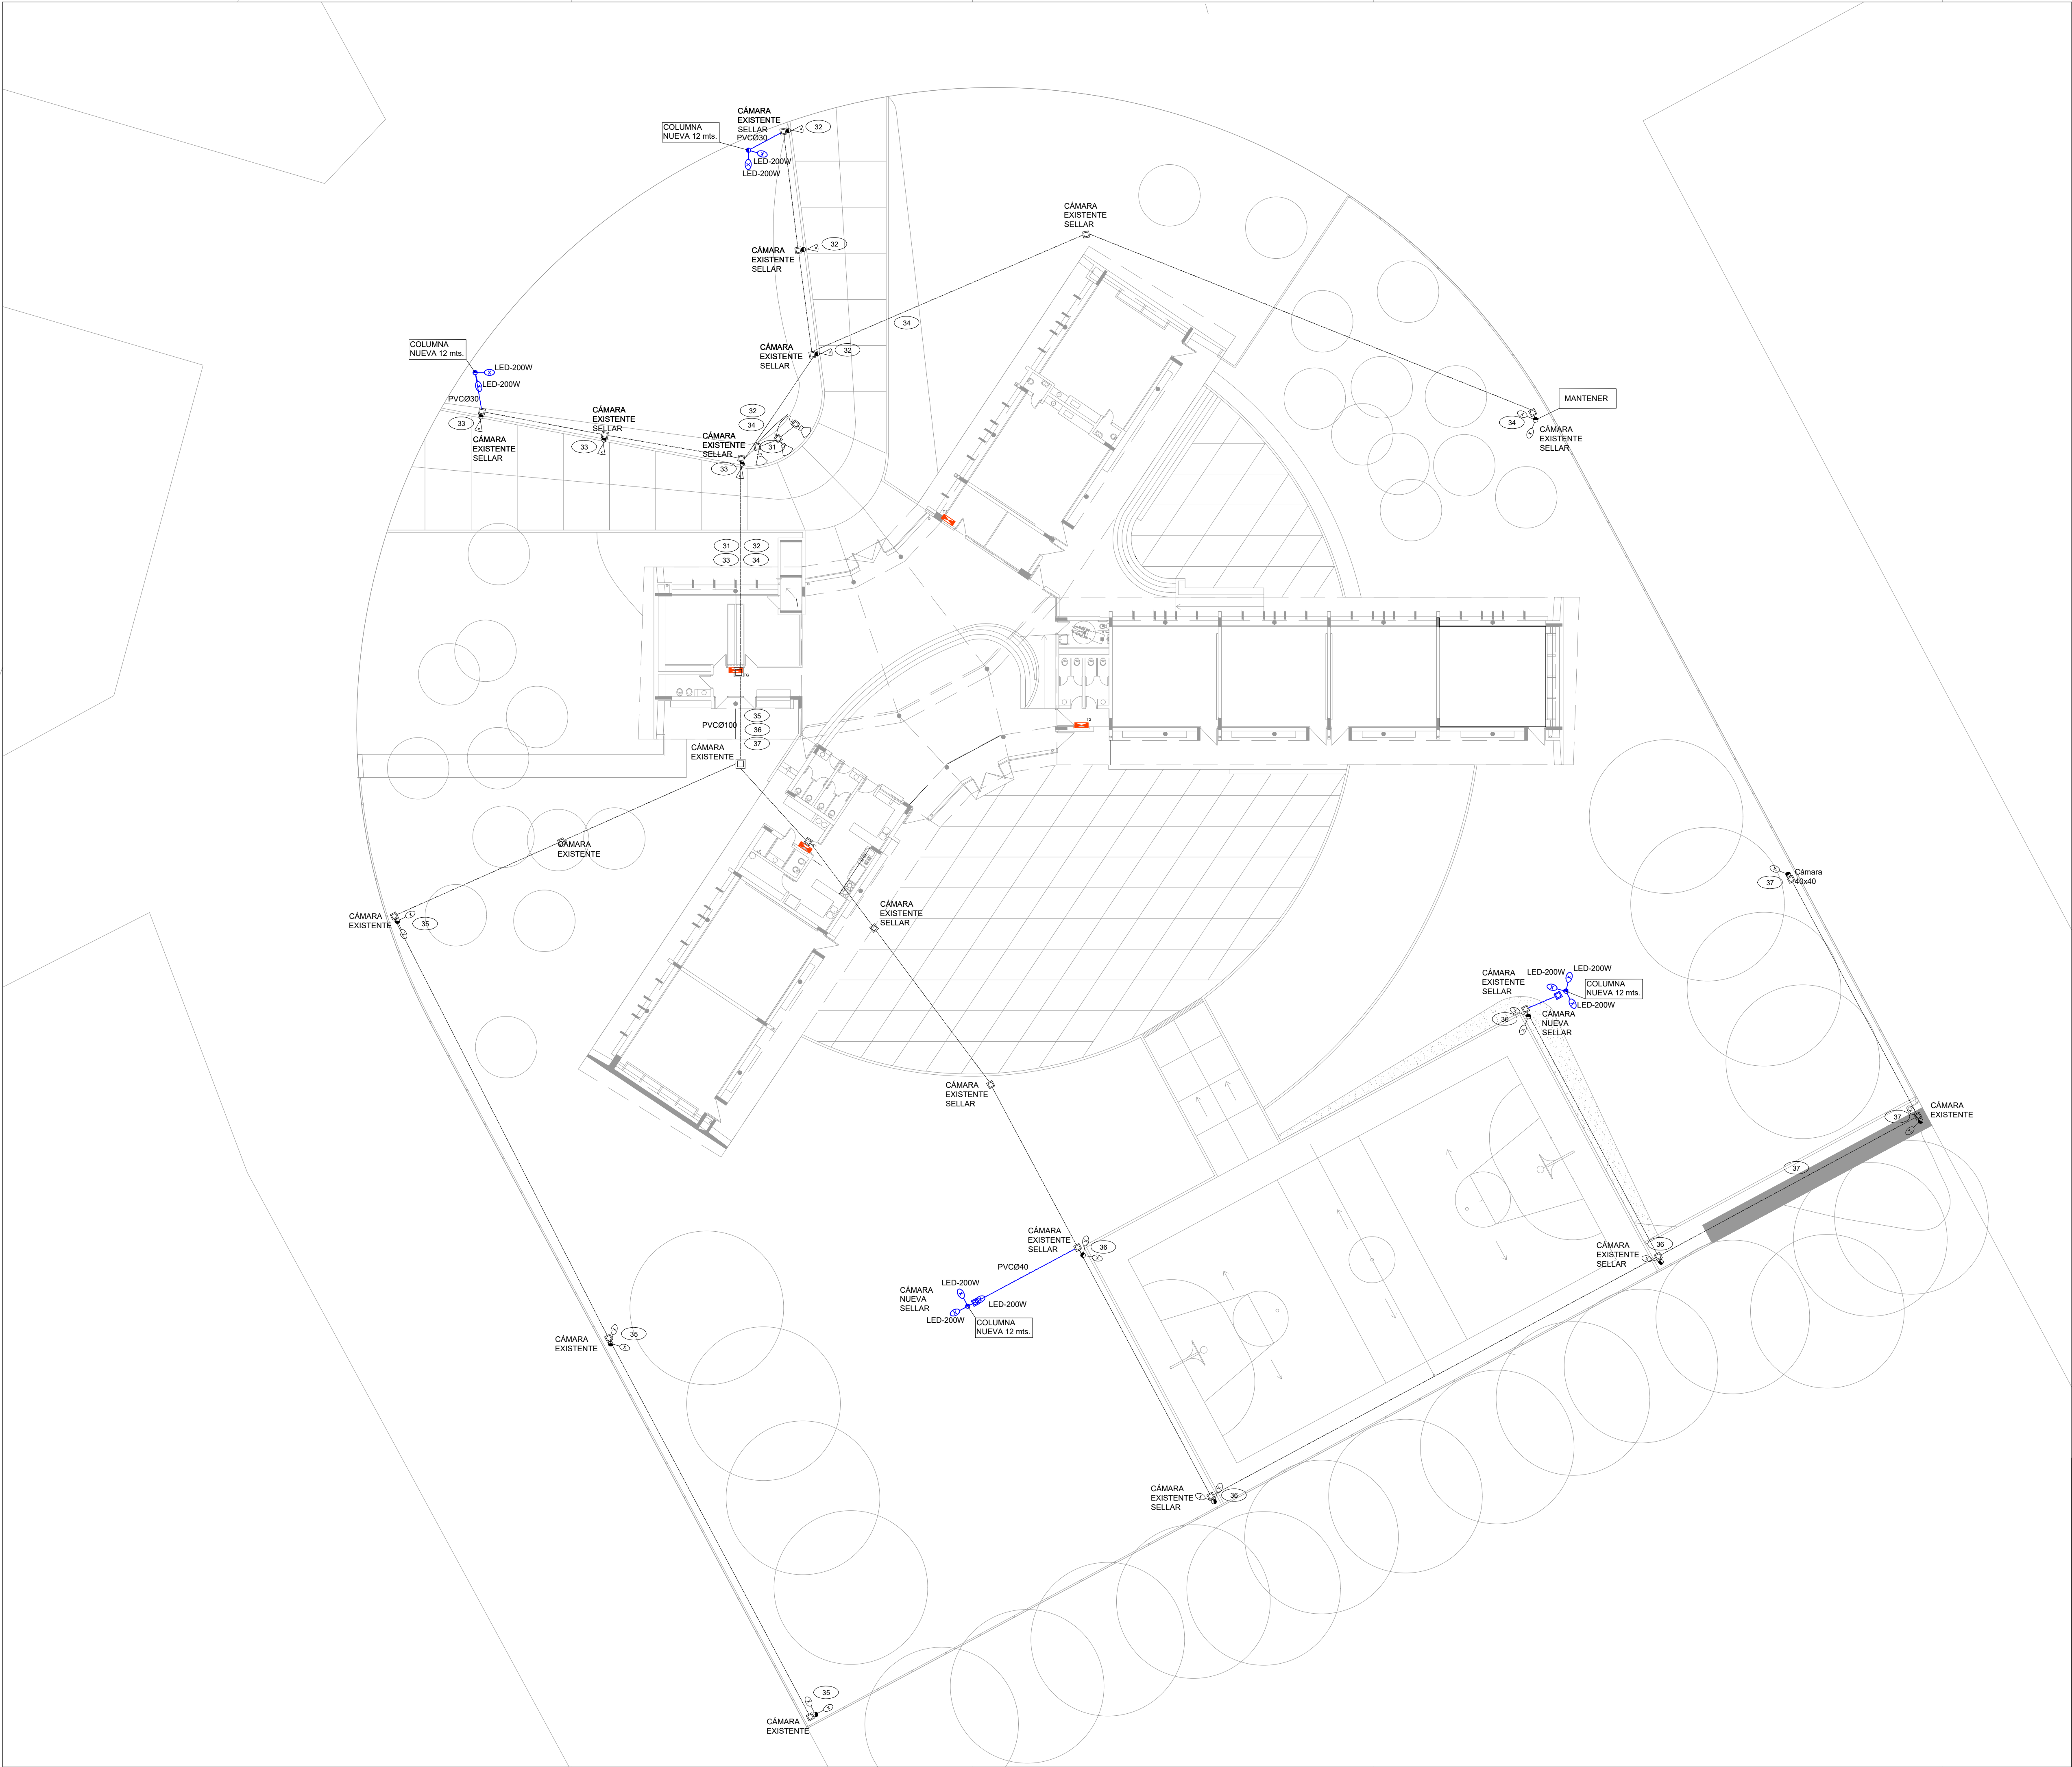 CÁMARA
EXISTENTE
SELLAR
PVCØ30
COLUMNA
NUEVA 12 mts.
32
LED-200W
LED-200W
CÁMARA
EXISTENTE
SELLAR
CÁMARA
EXISTENTE
SELLAR
32
34
COLUMNA
NUEVA 12 mts.
CÁMARA
EXISTENTE
SELLAR
32
LED-200W
LED-200W
PVCØ30
MANTENER
33
CÁMARA
EXISTENTE
SELLAR
CÁMARA
EXISTENTE
SELLAR
33
32
34
CÁMARA
EXISTENTE
SELLAR
31
33
34
CÁMARA
EXISTENTE
SELLAR
31
32
33
34
72
PVCØ100
35
36
37
CÁMARA
EXISTENTE
CÁMARA
EXISTENTE
Cámara
40x40
37
CÁMARA
EXISTENTE
35
CÁMARA
EXISTENTE
SELLAR
CÁMARA
EXISTENTE
SELLAR
LED-200W
LED-200W
COLUMNA
NUEVA 12 mts.
LED-200W
36
CÁMARA
NUEVA
SELLAR
CÁMARA
EXISTENTE
SELLAR
37
CÁMARA
EXISTENTE
37
CÁMARA
EXISTENTE
SELLAR
36
CÁMARA
EXISTENTE
SELLAR
36
PVCØ40
CÁMARA
NUEVA
SELLAR
LED-200W
LED-200W
LED-200W
COLUMNA
NUEVA 12 mts.
CÁMARA
EXISTENTE
35
CÁMARA
EXISTENTE
SELLAR
36
35
CÁMARA
EXISTENTE